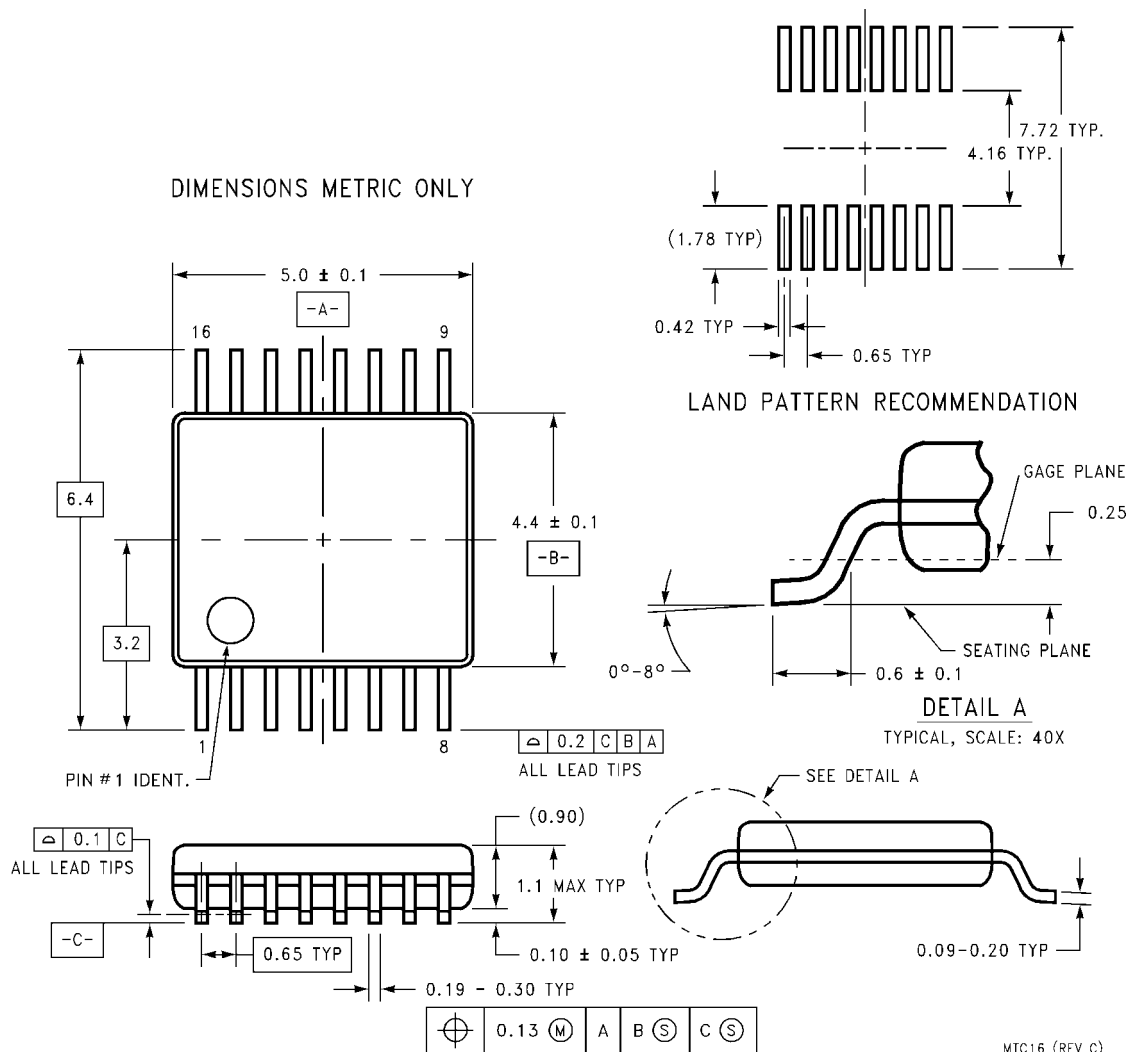 7.72 TYP.
4.16 TYP.
DIMENSIONS METRIC ONLY
(1.78 TYP)
5.0 ± 0.1
-A-
16
9
0.42 TYP
0.65 TYP
LAND PATTERN RECOMMENDATION
GAGE PLANE
0.25
6.4
4.4 ± 0.1
-B-
3.2
0°-8°
SEATING PLANE
0.6 ± 0.1
DETAIL A
TYPICAL, SCALE: 40X
1
8
⌓ 0.2 C B A
ALL LEAD TIPS
PIN #1 IDENT.
SEE DETAIL A
(0.90)
⌓ 0.1 C
ALL LEAD TIPS
1.1 MAX TYP
-C-
0.65 TYP
0.10 ± 0.05 TYP
0.09-0.20 TYP
0.19 - 0.30 TYP
⌖ 0.13 Ⓜ A B Ⓢ C Ⓢ
MTC16 (REV C)